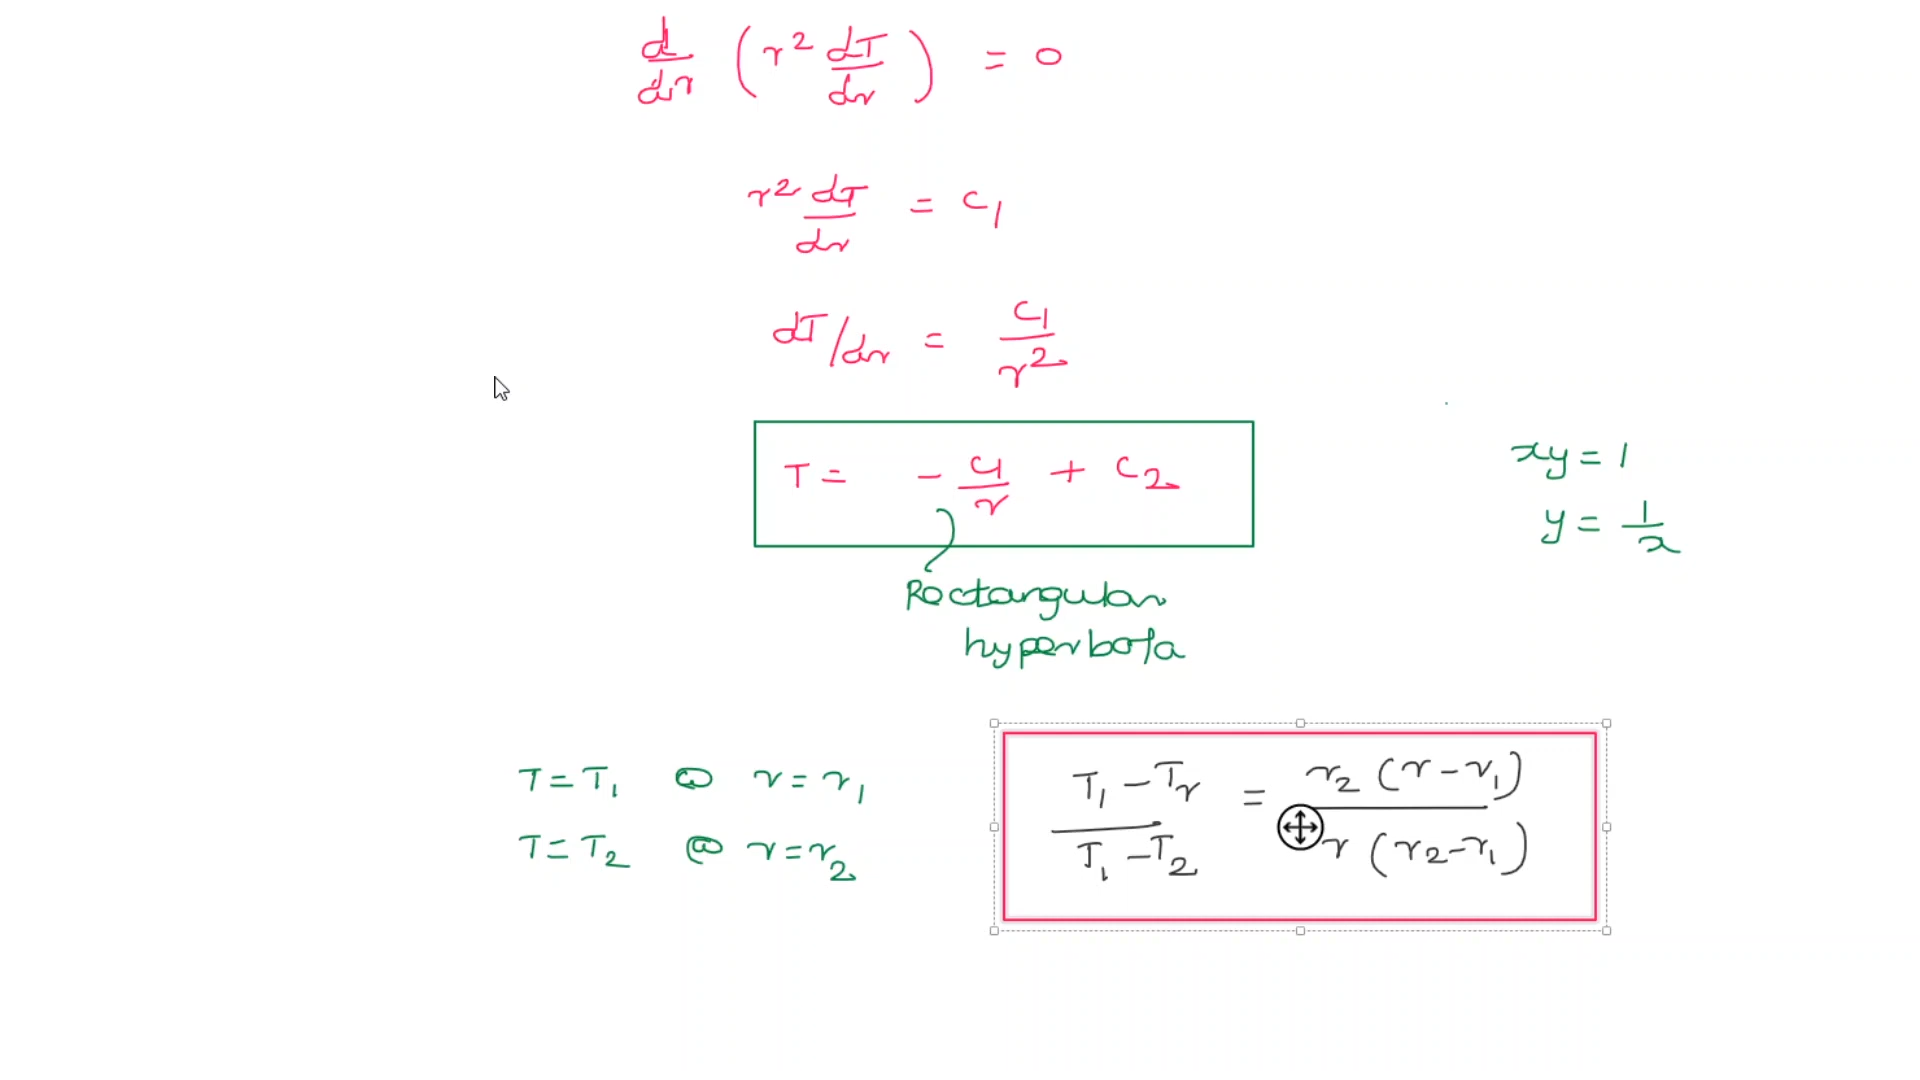 d/dr (r² dT/dr) = 0
r² dT/dr = C₁
dT/dr = C₁/r²
T = - C₁/r + C₂
xy = 1
y = 1/x
Rectangular
hyperbola
T = T₁ @ r = r₁
T = T₂ @ r = r₂
(T₁ - Tᵣ)/(T₁ - T₂) = r₂ (r - r₁)/r (r₂ - r₁)